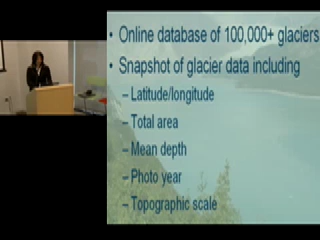 • Online database of 100,000+ glaciers
• Snapshot of glacier data including
– Latitude/longitude
– Total area
– Mean depth
– Photo year
– Topographic scale